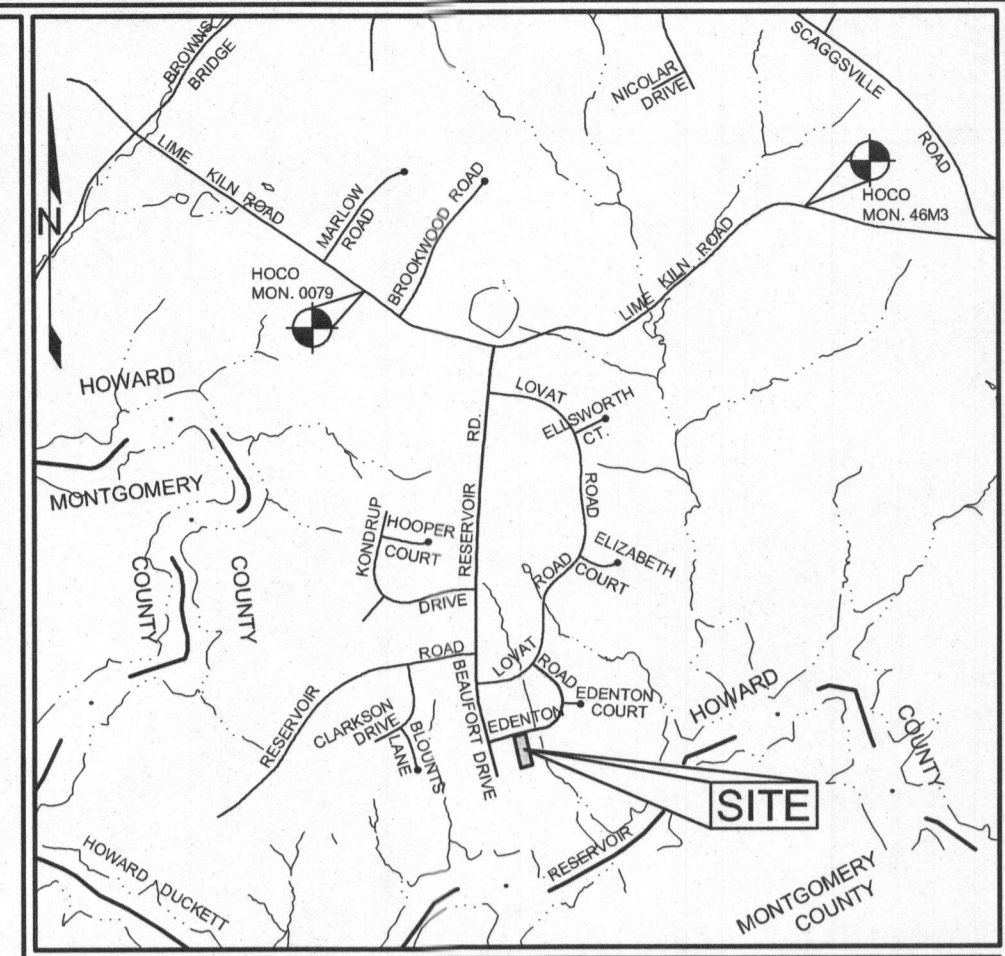 BROWNS
BRIDGE
SCAGGSVILLE
ROAD
NICOLAR
DRIVE
LIME
KILN ROAD
MARLOW
ROAD
BROOKWOOD ROAD
HOCO
MON. 46M3
N
HOCO
MON. 0079
LIME KILN ROAD
HOWARD
LOVAT
ELLSWORTH
CT
RD.
MONTGOMERY
RESERVOIR
ROAD
KONDRUP
HOOPER
COURT
ELIZABETH
COURT
ROAD
COUNTY
COUNTY
DRIVE
ROAD
LOVAT
ROAD
RESERVOIR
BEAUFORT DRIVE
EDENTON
COURT
HOWARD
COUNTY
CLARKSON
DRIVE
BLOUNTS
LANE
EDENTON
SITE
RESERVOIR
HOWARD DUCKETT
MONTGOMERY
COUNTY